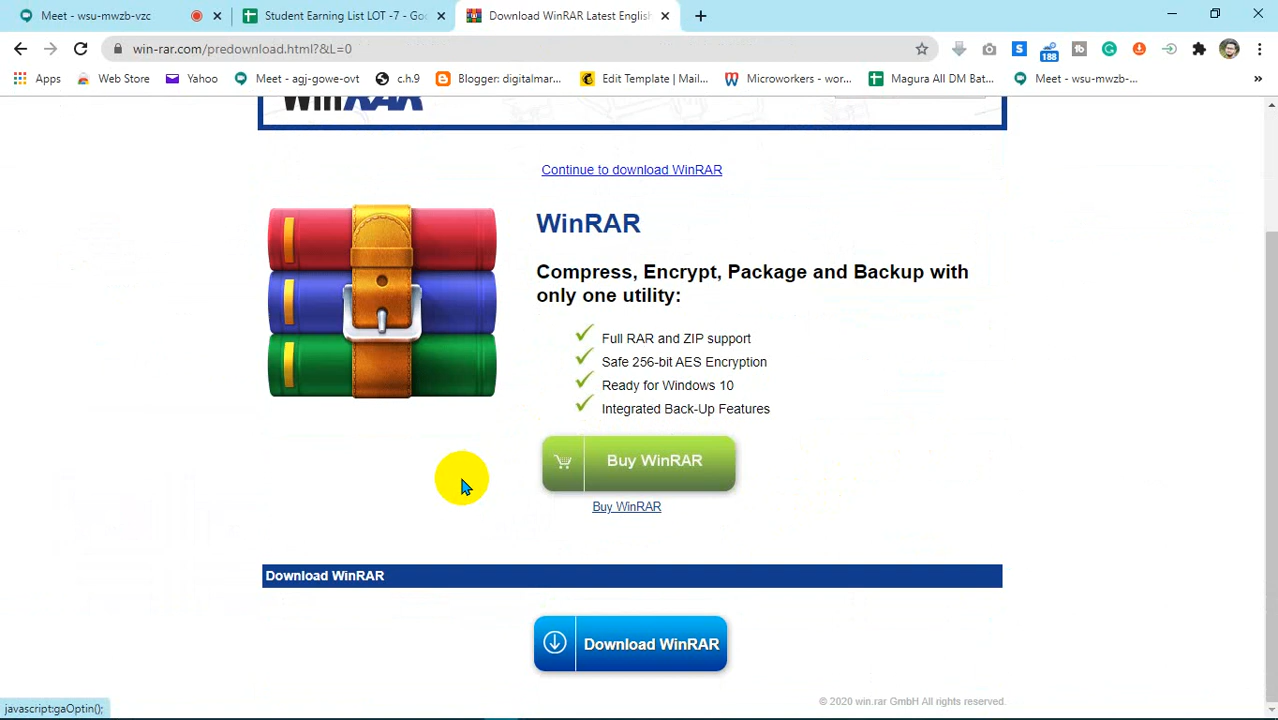 Meet - wsu-mwzb-vzc
Student Earning List LOT -7 - Go
Download WinRAR Latest English
win-rar.com/predownload.html?&L=0
188
Apps
Web Store
Yahoo
Meet - agj-gowe-ovt
c.h.9
Blogger: digitalmar...
Edit Template | Mail...
Microworkers - wor...
Magura All DM Bat...
Meet - wsu-mwzb-...
»
WinRAR
Continue to download WinRAR
WinRAR
Compress, Encrypt, Package and Backup with
only one utility:
Full RAR and ZIP support
Safe 256-bit AES Encryption
Ready for Windows 10
Integrated Back-Up Features
Buy WinRAR
Buy WinRAR
Download WinRAR
Download WinRAR
© 2020 win.rar GmbH All rights reserved.
javascript:gaOptin();